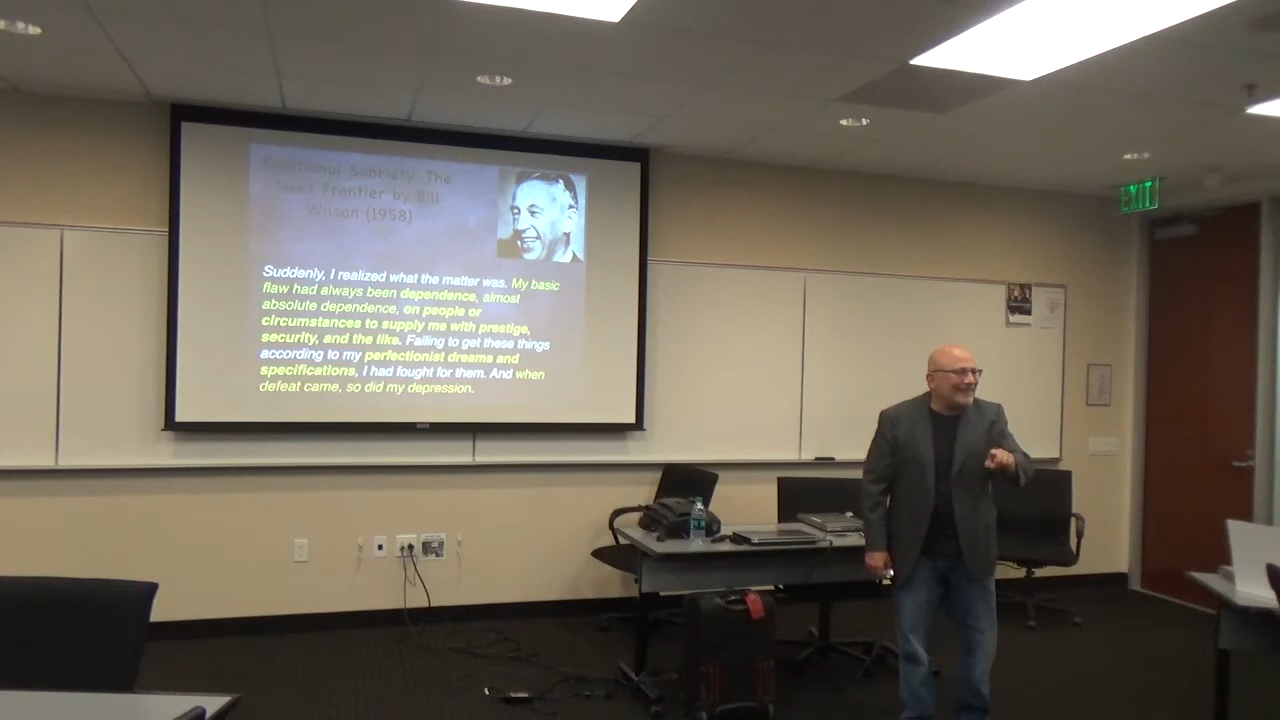 Emotional Sobriety The
Next Frontier by Bill
Wilson (1958)
Suddenly, I realized what the matter was. My basic
flaw had always been dependence, almost
absolute dependence, on people or
circumstances to supply me with prestige,
security, and the like. Failing to get these things
according to my perfectionist dreams and
specifications, I had fought for them. And when
defeat came, so did my depression.
EXIT